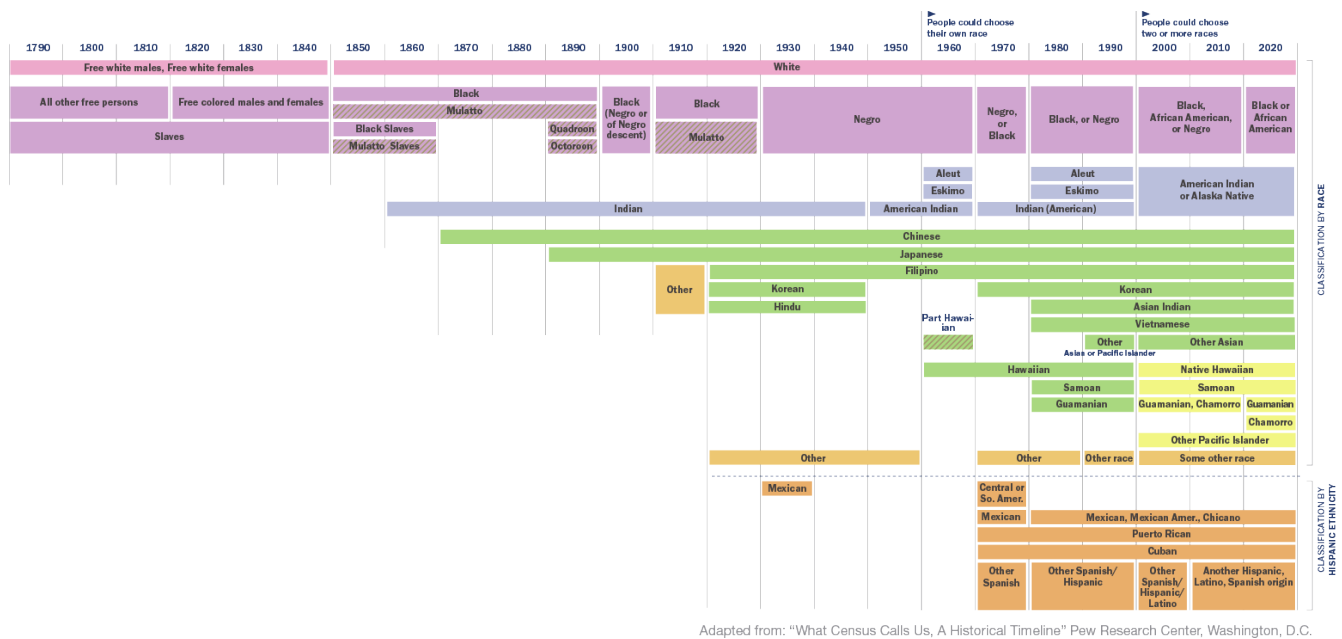 ▶
People could choose
their own race
▶
People could choose
two or more races
1790 1800 1810 1820 1830 1840 1850 1860 1870 1880 1890 1900 1910 1920 1930 1940 1950 1960 1970 1980 1990 2000 2010 2020
Free white males, Free white females
White
All other free persons
Free colored males and females
Slaves
Black
Mulatto
Black Slaves
Mulatto Slaves
Quadroon
Octoroon
Black
(Negro or
of Negro
descent)
Black
Mulatto
Negro
Negro,
or
Black
Black, or Negro
Black,
African American,
or Negro
Black or
African
American
Aleut
Eskimo
Indian
American Indian
Aleut
Eskimo
Indian (American)
American Indian
or Alaska Native
Chinese
Japanese
Filipino
Other
Korean
Korean
Hindu
Asian Indian
Part Hawai-
ian
Vietnamese
Other
Asian or Pacific Islander
Other Asian
Hawaiian
Native Hawaiian
Samoan
Samoan
Guamanian
Guamanian, Chamorro
Guamanian
Chamorro
Other Pacific Islander
Other
Other
Other race
Some other race
CLASSIFICATION BY RACE
Mexican
Central or
So. Amer.
Mexican
Mexican, Mexican Amer., Chicano
Puerto Rican
Cuban
Other
Spanish
Other Spanish/
Hispanic
Other
Spanish/
Hispanic/
Latino
Another Hispanic,
Latino, Spanish origin
CLASSIFICATION BY
HISPANIC ETHNICITY
Adapted from: “What Census Calls Us, A Historical Timeline” Pew Research Center, Washington, D.C.